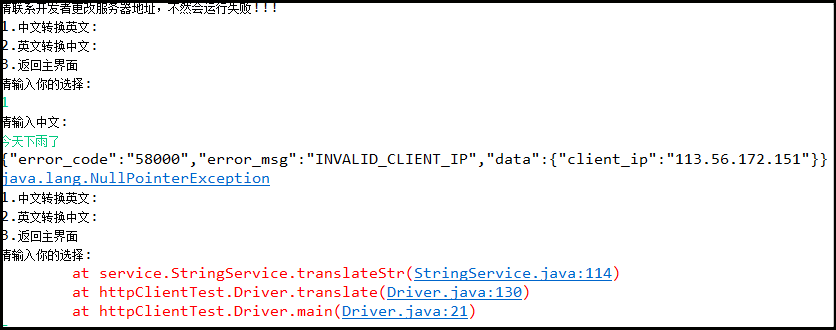 请联系开发者更改服务器地址，不然会运行失败！！！
1.中文转换英文：
2.英文转换中文：
3.返回主界面
请输入你的选择：
1
请输入中文：
今天下雨了
{"error_code":"58000","error_msg":"INVALID_CLIENT_IP","data":{"client_ip":"113.56.172.151"}}
java.lang.NullPointerException
1.中文转换英文：
2.英文转换中文：
3.返回主界面
请输入你的选择：
at service.StringService.translateStr(StringService.java:114)
at httpClientTest.Driver.translate(Driver.java:130)
at httpClientTest.Driver.main(Driver.java:21)